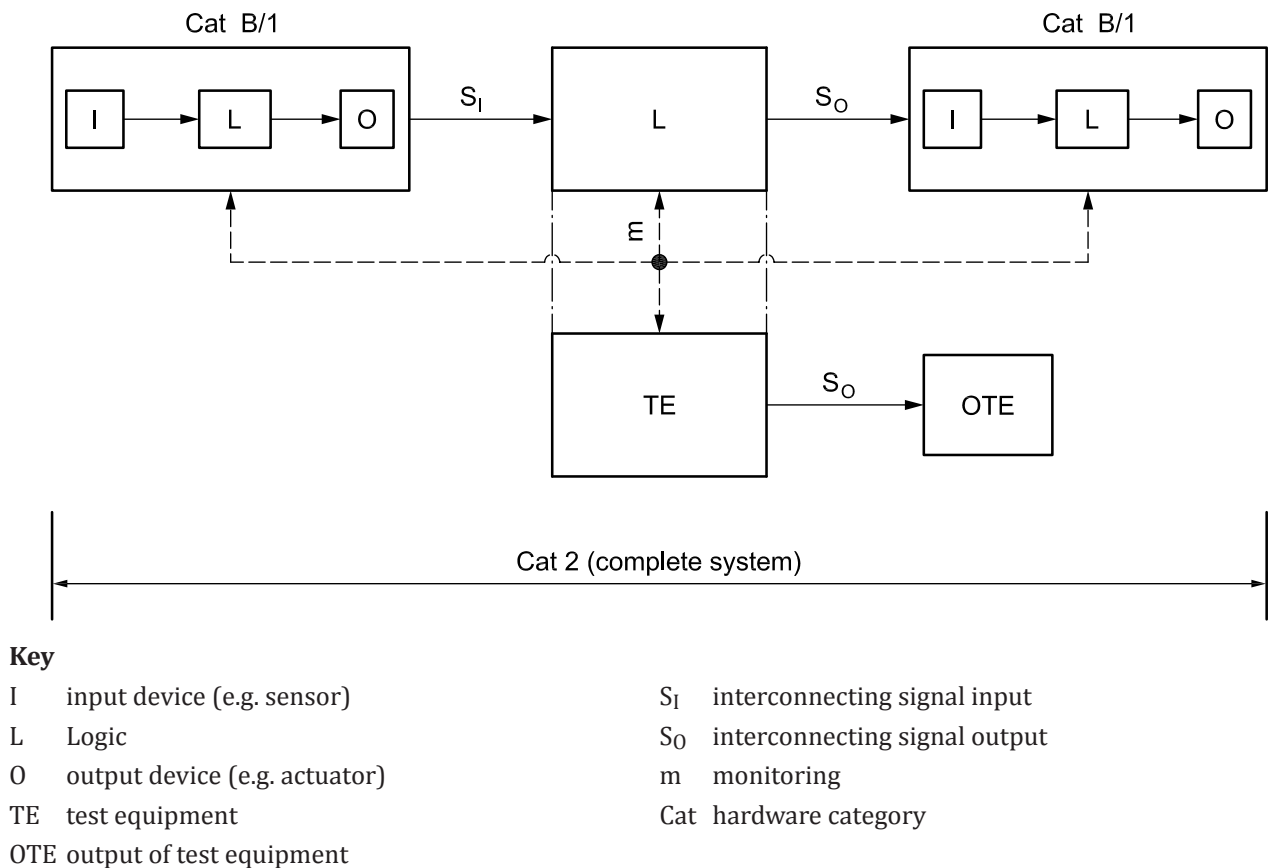 Cat B/1
Cat B/1
I
L
O
S_I
L
S_O
I
L
O
m
TE
S_O
OTE
Cat 2 (complete system)
Key
I input device (e.g. sensor)
L Logic
O output device (e.g. actuator)
TE test equipment
OTE output of test equipment
S_I interconnecting signal input
S_O interconnecting signal output
m monitoring
Cat hardware category